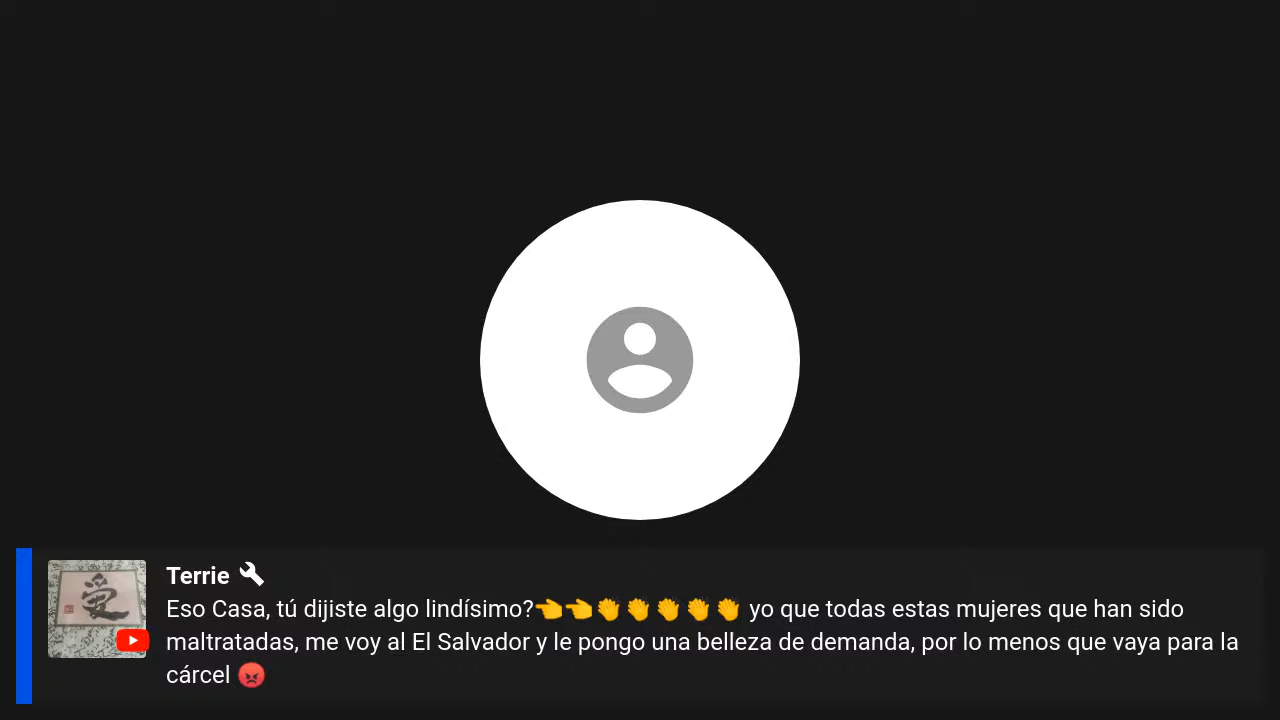 Terrie
Eso Casa, tú dijiste algo lindísimo?👈👈👏👏👏👏👏 yo que todas estas mujeres que han sido
maltratadas, me voy al El Salvador y le pongo una belleza de demanda, por lo menos que vaya para la
cárcel 😡
愛